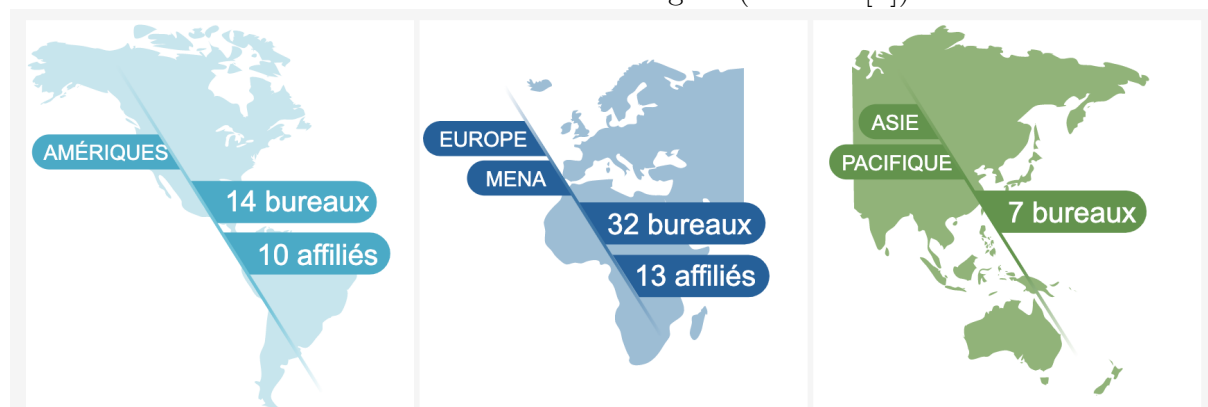 AMÉRIQUES
14 bureaux
10 affiliés
EUROPE
MENA
32 bureaux
13 affiliés
ASIE
PACIFIQUE
7 bureaux